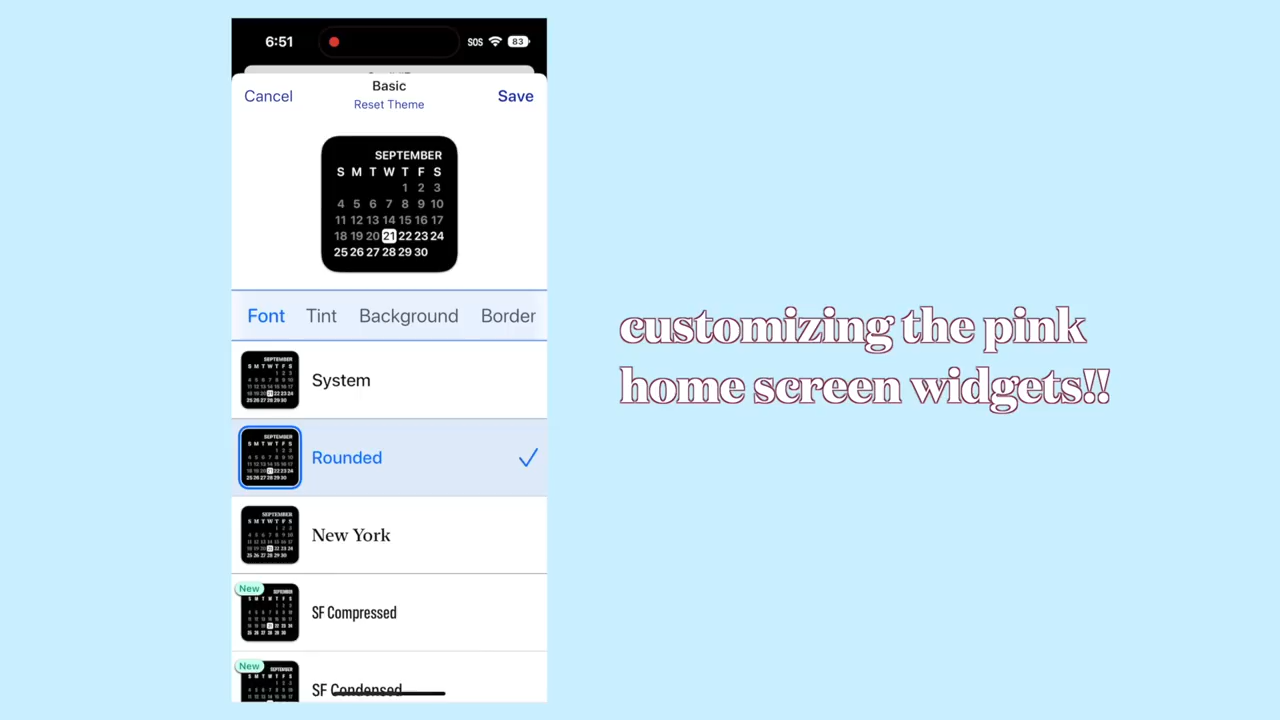 6:51
SOS
83
Cancel
Basic
Reset Theme
Save
SEPTEMBER
S M T W T F S
1 2 3
4 5 6 7 8 9 10
11 12 13 14 15 16 17
18 19 20 21 22 23 24
25 26 27 28 29 30
Font
Tint
Background
Border
System
Rounded
New York
New
SF Compressed
New
SF Condensed
customizing the pink
home screen widgets!!